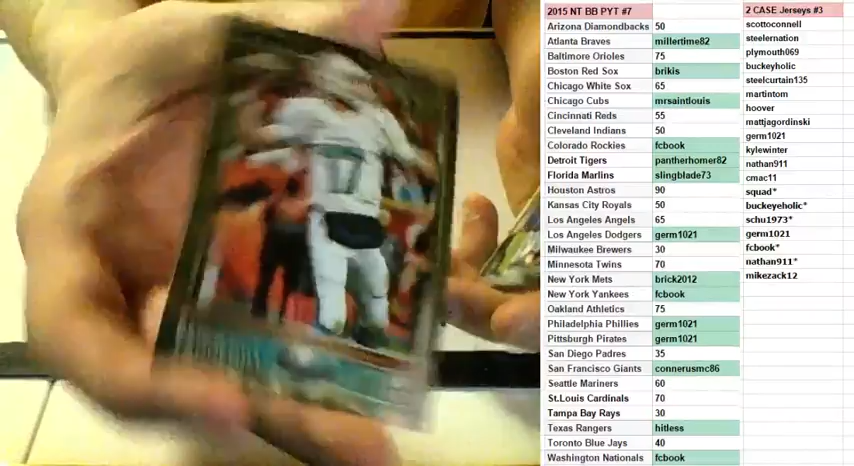 2015 NT BB PYT #7
Arizona Diamondbacks 50
Atlanta Braves millertime82
Baltimore Orioles 75
Boston Red Sox brikis
Chicago White Sox 65
Chicago Cubs mrsaintlouis
Cincinnati Reds 55
Cleveland Indians 50
Colorado Rockies fcbook
Detroit Tigers pantherhomer82
Florida Marlins slingblade73
Houston Astros 90
Kansas City Royals 50
Los Angeles Angels 65
Los Angeles Dodgers germ1021
Milwaukee Brewers 30
Minnesota Twins 70
New York Mets brick2012
New York Yankees fcbook
Oakland Athletics 75
Philadelphia Phillies germ1021
Pittsburgh Pirates germ1021
San Diego Padres 35
San Francisco Giants connerusmc86
Seattle Mariners 60
St.Louis Cardinals 70
Tampa Bay Rays 30
Texas Rangers hitless
Toronto Blue Jays 40
Washington Nationals fcbook
2 CASE Jerseys #3
scottoconnell
steelernation
plymouth069
buckeyholic
steelcurtain135
martintom
hoover
mattjagordinski
germ1021
kylewinter
nathan911
cmac11
squad*
buckeyeholic*
schu1973*
germ1021
fcbook*
nathan911*
mikezack12
17